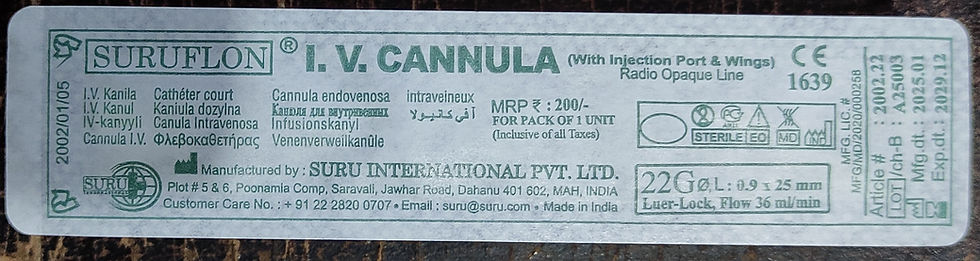 2002/01/05
SURUFLON ® I. V. CANNULA (With Injection Port & Wings)
Radio Opaque Line
CE
1639
I.V. Kanila Cathéter court Cannula endovenosa intraveineux
I.V. Kanul Kaniula dozylna Канюля для внутривенных آفي كانيولا
IV-kanyyli Canula Intravenosa Infusionskanyl
Cannula I.V. Φλεβοκαθετήρας Venenverweilkanûle
MRP ₹ : 200/-
FOR PACK OF 1 UNIT
(Inclusive of all Taxes)
2
STERILE EO MD
SURU
Manufactured by : SURU INTERNATIONAL PVT. LTD.
Plot # 5 & 6, Poonamia Comp, Saravali, Jawhar Road, Dahanu 401 602, MAH, INDIA
Customer Care No. : + 91 22 2820 0707 • Email : suru@suru.com • Made in India
22G Ø L : 0.9 x 25 mm
Luer-Lock, Flow 36 ml/min
MFG. LIC. #
MFG/MD/2020/000258
Article # : 2002.22
LOT /ch-B : A25003
Mfg.dt. : 2025.01
Exp.dt. : 2029.12